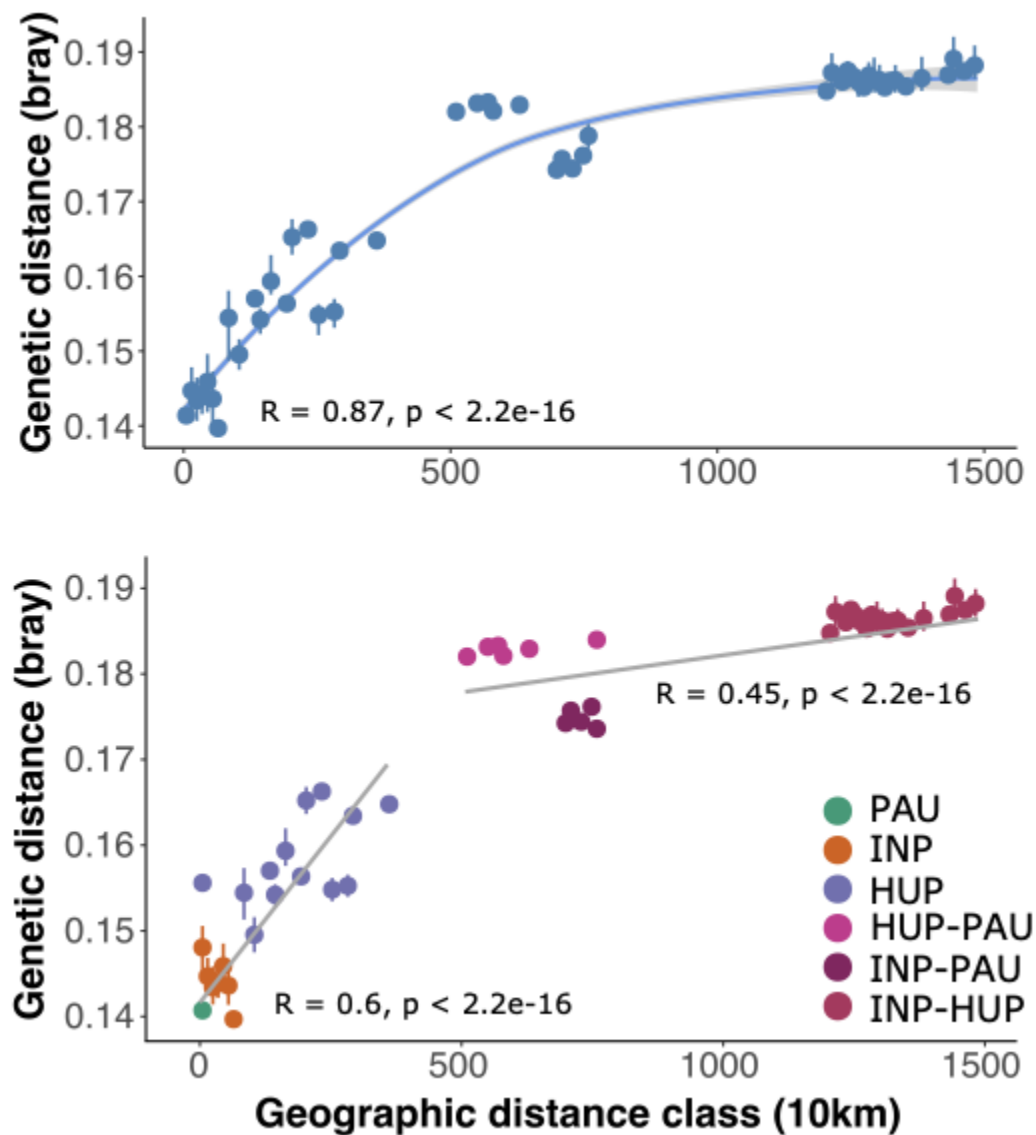 Genetic distance (bray)
0.19
0.18
0.17
0.16
0.15
0.14
R = 0.87, p < 2.2e-16
0 500 1000 1500
Genetic distance (bray)
0.19
0.18
0.17
0.16
0.15
0.14
R = 0.45, p < 2.2e-16
R = 0.6, p < 2.2e-16
PAU
INP
HUP
HUP-PAU
INP-PAU
INP-HUP
0 500 1000 1500
Geographic distance class (10km)